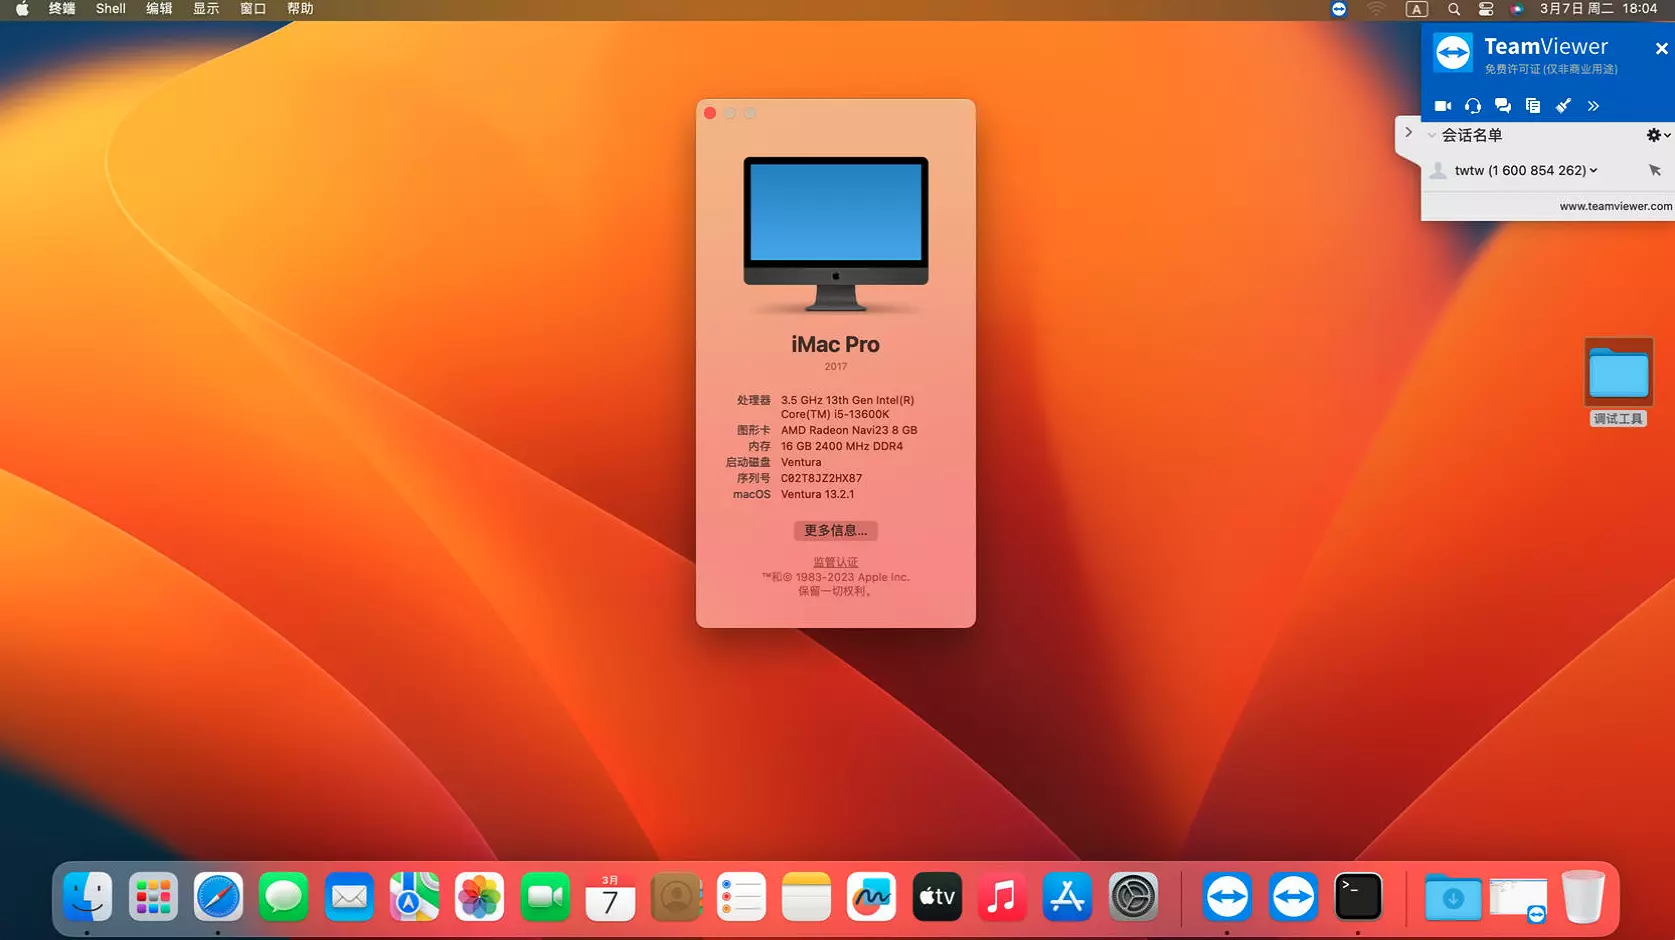 终端 Shell 编辑 显示 窗口 帮助
A 3月7日 周二 18:04
TeamViewer
免费许可证 (仅非商业用途)
会话名单
twtw (1 600 854 262)
www.teamviewer.com
调试工具
iMac Pro
2017
处理器 3.5 GHz 13th Gen Intel(R)
Core(TM) i5-13600K
图形卡 AMD Radeon Navi23 8 GB
内存 16 GB 2400 MHz DDR4
启动磁盘 Ventura
序列号 C02T8JZ2HX87
macOS Ventura 13.2.1
更多信息...
监管认证
™和© 1983-2023 Apple Inc.
保留一切权利。
3月
7
tv
>_